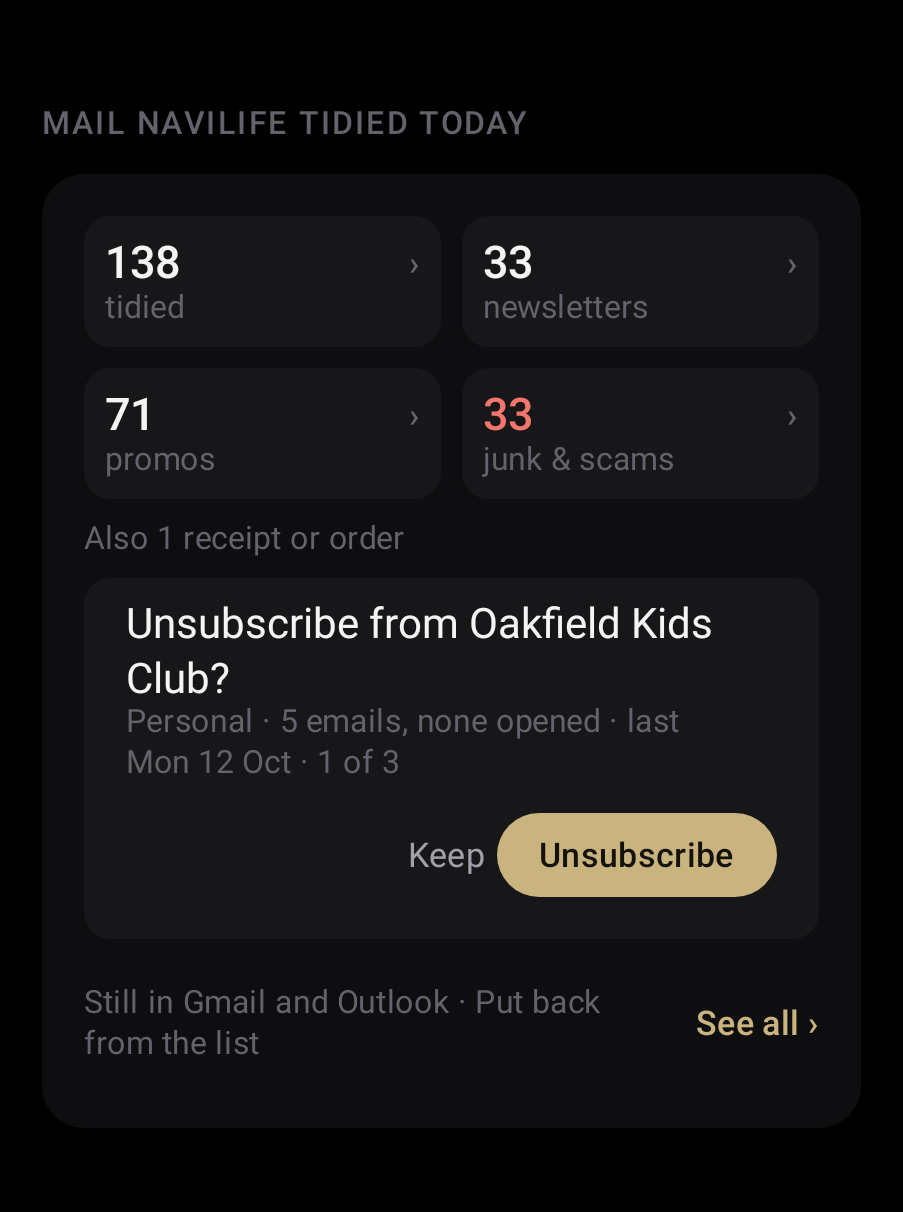 MAIL NAVILIFE TIDIED TODAY
138 ›
tidied
33 ›
newsletters
71 ›
promos
33 ›
junk & scams
Also 1 receipt or order
Unsubscribe from Oakfield Kids
Club?
Personal · 5 emails, none opened · last
Mon 12 Oct · 1 of 3
Keep
Unsubscribe
Still in Gmail and Outlook · Put back
from the list
See all ›